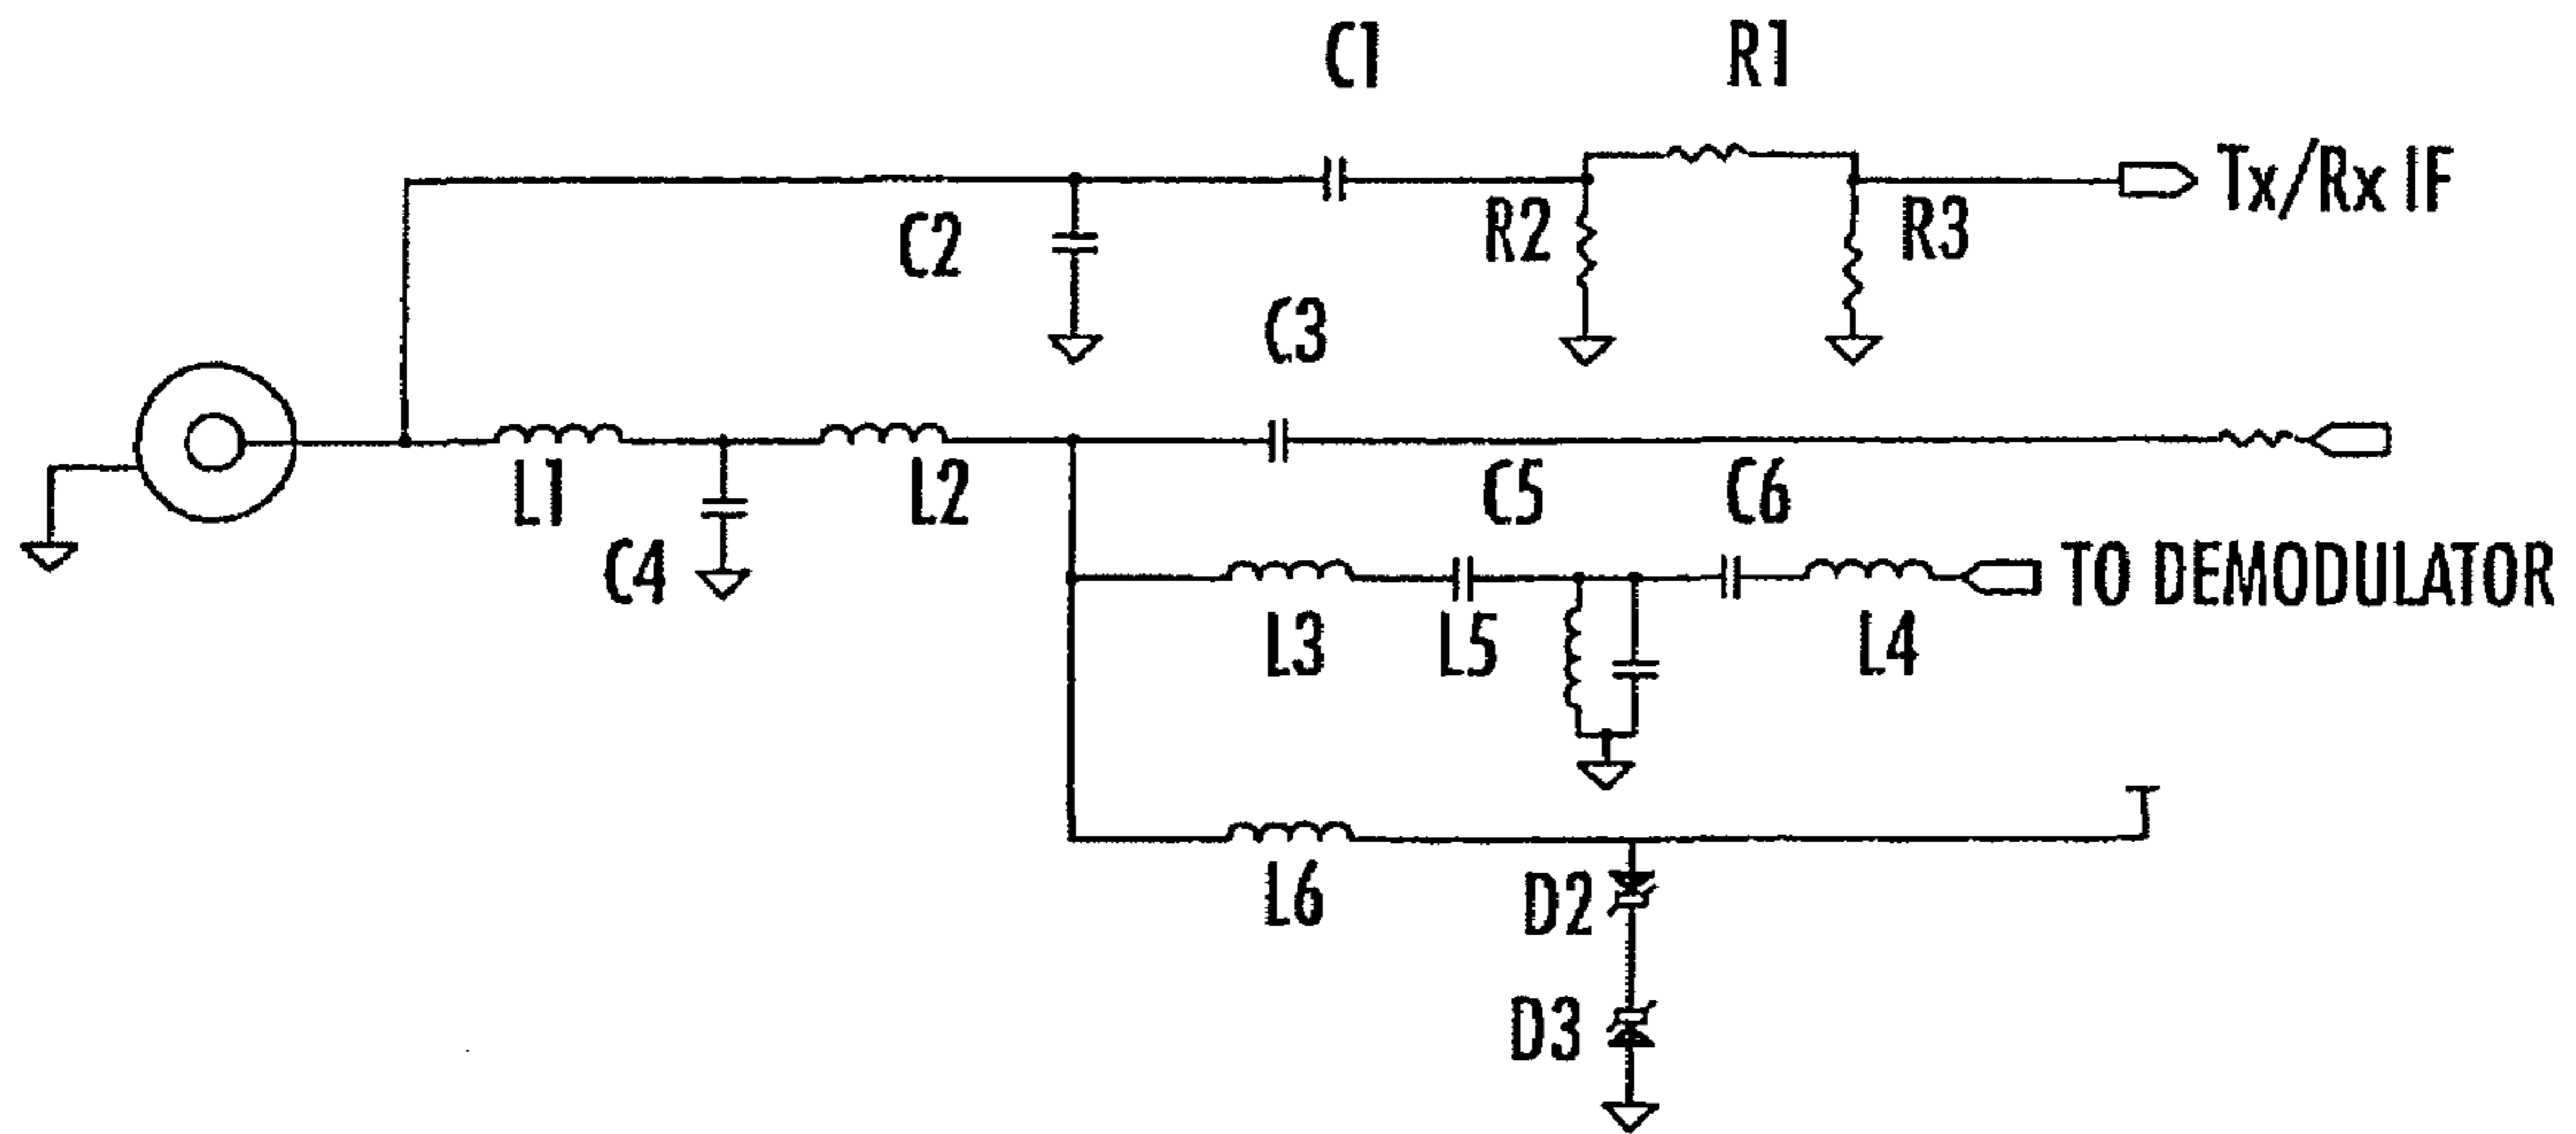 C1
R1
Tx/Rx IF
C2
R2
R3
C3
L1
C4
L2
C5
C6
L3
L5
L4
TO DEMODULATOR
L6
D2
D3